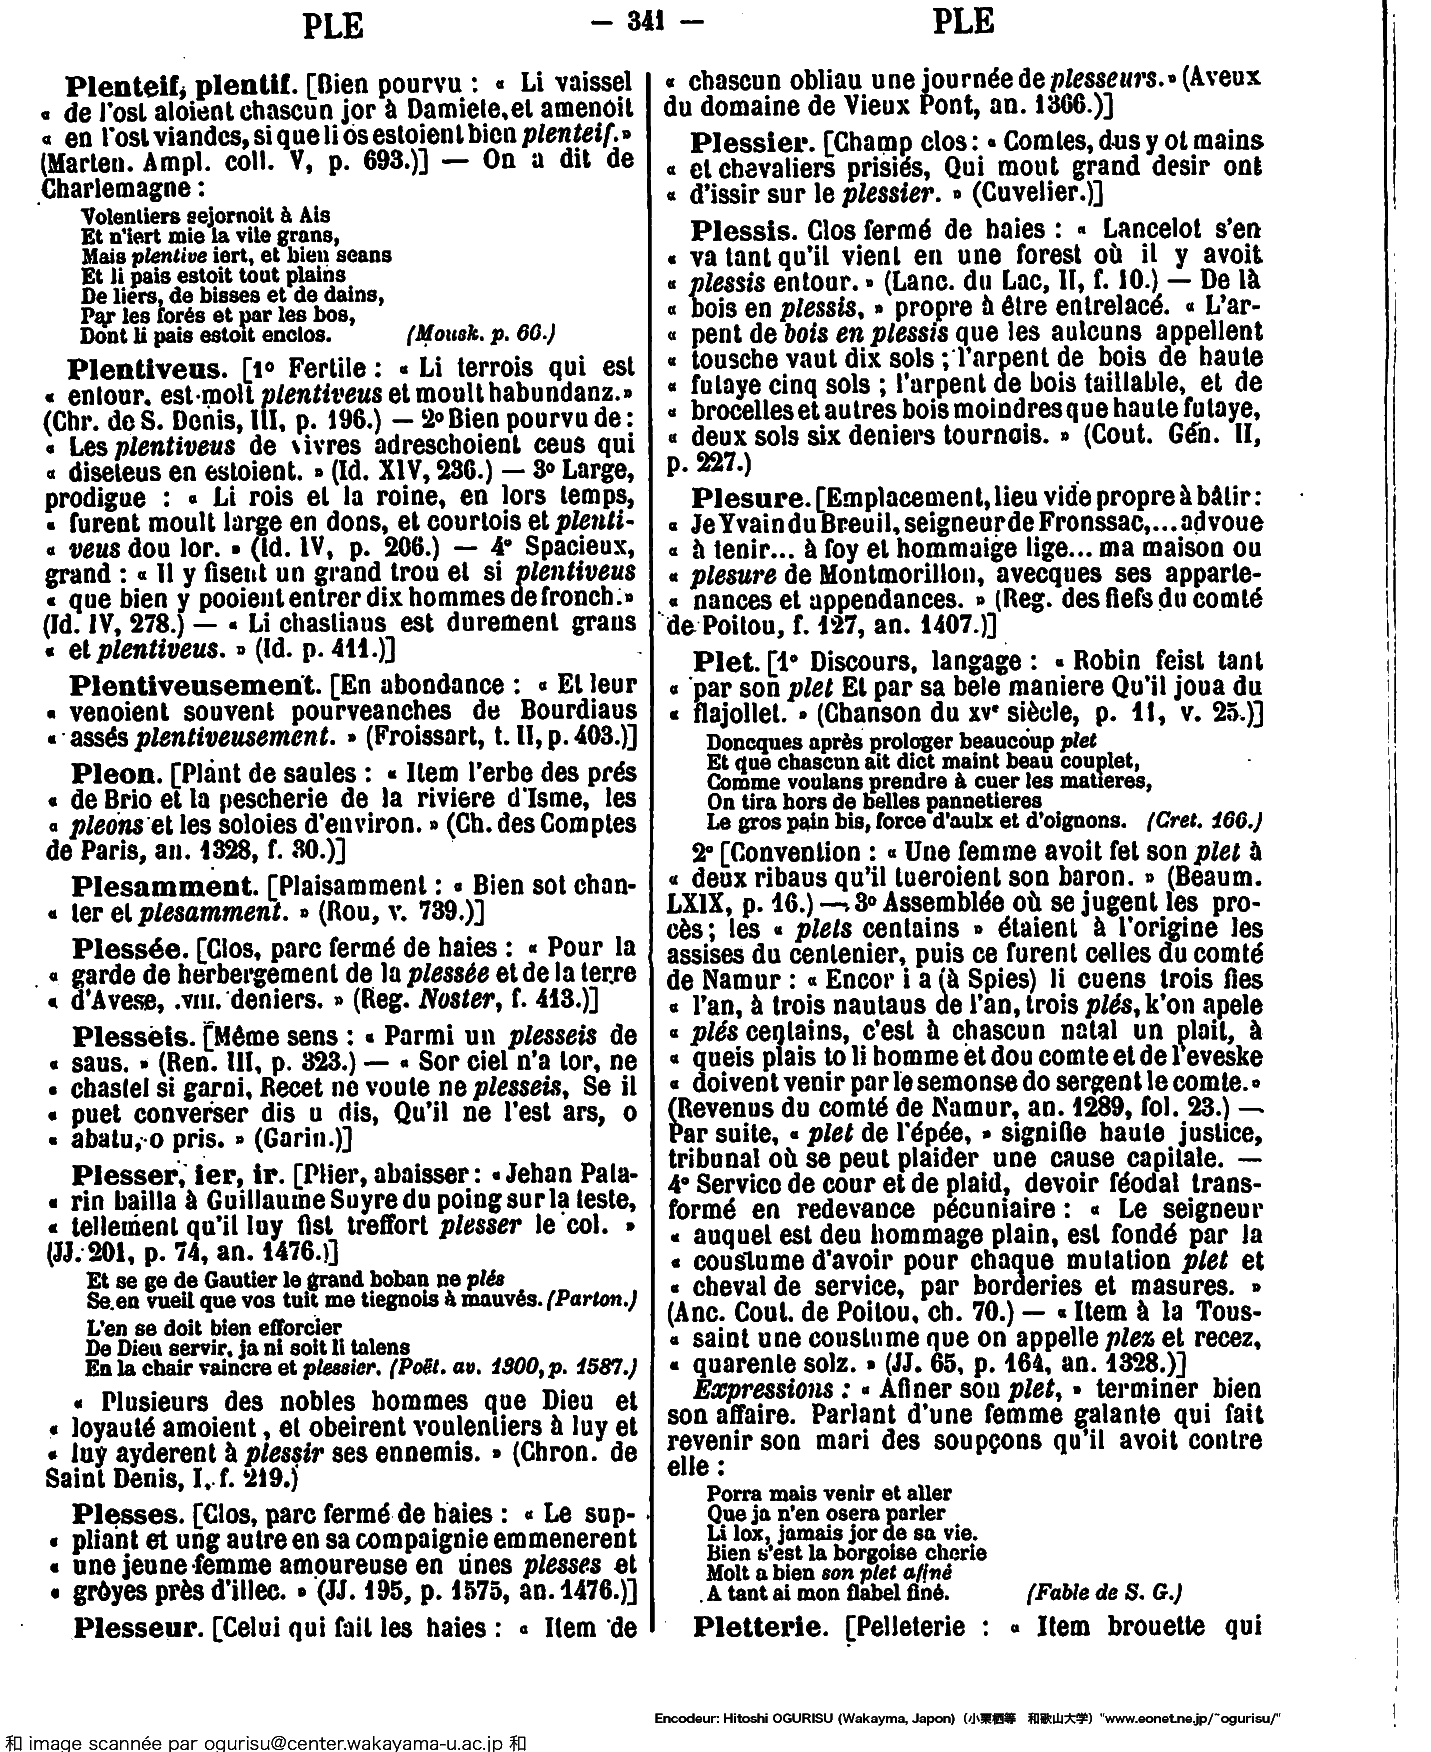 PLE — 341 — PLE
Plenteif, plentif. [Bien pourvu : « Li vaissel
« de l'ost aloient chascun jor à Damiete, et amenoit
« en l'ost viandes, si que li os estoient bien plenteif. »
(Marten. Ampl. coll. V, p. 693.)] — On a dit de
Charlemagne :
Volentiers sejornoit à Ais
Et n'iert mie la vile grans,
Mais plentive iert, et bien seans
Et li pais estoit tout plains
De liers, de bisses et de dains,
Par les forés et par les bos,
Dont li pais estoit enclos. (Mousk. p. 60.)
Plentiveus. [1º Fertile : « Li terrois qui est
« entour, est molt plentiveus et moult habundanz. »
(Chr. de S. Denis, III, p. 196.) — 2º Bien pourvu de :
« Les plentiveus de vivres adreschoient ceus qui
« diseteus en estoient. » (Id. XIV, 236.) — 3º Large,
prodigue : « Li rois et la roine, en lors temps,
« furent moult large en dons, et courtois et plenti-
« veus dou lor. » (Id. IV, p. 206.) — 4º Spacieux,
grand : « Il y fisent un grand trou et si plentiveus
« que bien y pooient entrer dix hommes de fronch. »
(Id. IV, 278.) — « Li chastiaus est durement grans
« et plentiveus. » (Id. p. 411.)]
Plentiveusement. [En abondance : « Et leur
« venoient souvent pourveanches de Bourdiaus
« assés plentiveusement. » (Froissart, t. II, p. 403.)]
Pleon. [Plant de saules : « Item l'erbe des prés
« de Brio et la pescherie de la riviere d'Isme, les
« pleons et les soloies d'environ. » (Ch. des Comptes
de Paris, an. 1328, f. 30.)]
Plesamment. [Plaisamment : « Bien sot chan-
« ter et plesamment. » (Rou, v. 739.)]
Plessée. [Clos, parc fermé de haies : « Pour la
« garde de herbergement de la plessée et de la terre
« d'Avese, .VIII. deniers. » (Reg. Noster, f. 413.)]
Plesseis. [Même sens : « Parmi un plesseis de
« saus. » (Ren. III, p. 323.) — « Sor ciel n'a tor, ne
« chastel si garni, Recet ne voute ne plesseis, Se il
« puet converser dis u dis, Qu'il ne l'est ars, o
« abatu, o pris. » (Garin.)]
Plesser, ier, ir. [Plier, abaisser : « Jehan Pata-
« rin bailla à Guillaume Suyre du poing sur la teste,
« tellement qu'il luy fist treffort plesser le col. »
(JJ. 201, p. 74, an. 1476.)]
Et se ge de Gautier le grand boban ne plés
Se en vueil que vos tuit me tiegnois à mauvés. (Parton.)
L'en se doit bien efforcier
De Dieu servir, ja ni soit li talens
En la chair vaincre et plessier. (Poët. av. 1300, p. 1587.)
« Plusieurs des nobles hommes que Dieu et
« loyauté amoient, et obeirent voulentiers à luy et
« luy ayderent à plessir ses ennemis. » (Chron. de
Saint Denis, I, f. 219.)
Plesses. [Clos, parc fermé de haies : « Le sup-
« pliant et ung autre en sa compaignie emmenerent
« une jeune femme amoureuse en unes plesses et
« groyes près d'illec. » (JJ. 195, p. 1575, an. 1476.)]
Plesseur. [Celui qui fait les haies : « Item de
« chascun obliau une journée de plesseurs. » (Aveux
du domaine de Vieux Pont, an. 1366.)]
Plessier. [Champ clos : « Comtes, dus y ot mains
« et chevaliers prisiés, Qui mout grand desir ont
« d'issir sur le plessier. » (Cuvelier.)]
Plessis. Clos fermé de haies : « Lancelot s'en
« va tant qu'il vient en une forest où il y avoit
« plessis entour. » (Lanc. du Lac, II, f. 10.) — De là
« bois en plessis, » propre à être entrelacé. « L'ar-
« pent de bois en plessis que les aulcuns appellent
« tousche vaut dix sols ; l'arpent de bois de haute
« futaye cinq sols ; l'arpent de bois taillable, et de
« brocelles et autres bois moindres que haute futaye,
« deux sols six deniers tournois. » (Cout. Gén. II,
p. 227.)
Plesure. [Emplacement, lieu vide propre à bâtir :
« Je Yvain du Breuil, seigneur de Fronssac,... advoue
« à tenir... à foy et hommaige lige... ma maison ou
« plesure de Montmorillon, avecques ses apparte-
« nances et appendances. » (Reg. des fiefs du comté
de Poitou, f. 127, an. 1407.)]
Plet. [1º Discours, langage : « Robin feist tant
« par son plet Et par sa bele maniere Qu'il joua du
« flajollet. » (Chanson du XVe siècle, p. 11, v. 25.)]
Doncques après prologer beaucoup plet
Et que chascun ait dict maint beau couplet,
Comme voulans prendre à cuer les matieres,
On tira hors de belles pannetieres
Le gros pain bis, force d'aulx et d'oignons. (Cret. 166.)
2º [Convention : « Une femme avoit fet son plet à
« deux ribaus qu'il tueroient son baron. » (Beaum.
LXIX, p. 16.) — 3º Assemblée où se jugent les pro-
cès ; les « plets centains » étaient à l'origine les
assises du centenier, puis ce furent celles du comté
de Namur : « Encor i a (à Spies) li cuens trois fies
« l'an, à trois nautaus de l'an, trois plés, k'on apele
« plés centains, c'est à chascun natal un plait, à
« queis plais to li homme et dou comte et de l'eveske
« doivent venir par le semonse do sergent le comte. »
(Revenus du comté de Namur, an. 1289, fol. 23.) —
Par suite, « plet de l'épée, » signifie haute justice,
tribunal où se peut plaider une cause capitale. —
4º Service de cour et de plaid, devoir féodal trans-
formé en redevance pécuniaire : « Le seigneur
« auquel est deu hommage plain, est fondé par la
« coustume d'avoir pour chaque mutation plet et
« cheval de service, par borderies et masures. »
(Anc. Cout. de Poitou, ch. 70.) — « Item à la Tous-
« saint une coustume que on appelle plez et recez,
« quarente solz. » (JJ. 65, p. 164, an. 1328.)]
Expressions : « Afiner son plet, » terminer bien
son affaire. Parlant d'une femme galante qui fait
revenir son mari des soupçons qu'il avoit contre
elle :
Porra mais venir et aller
Que ja n'en osera parler
Li lox, jamais jor de sa vie.
Bien s'est la borgoise cherie
Molt a bien son plet afiné
A tant ai mon flabel finé. (Fable de S. G.)
Pletterie. [Pelleterie : « Item brouette qui
Encodeur: Hitoshi OGURISU (Wakayma, Japon) (小栗栖等 和歌山大学) "www.eonet.ne.jp/~ogurisu/"
和 image scannée par ogurisu@center.wakayama-u.ac.jp 和